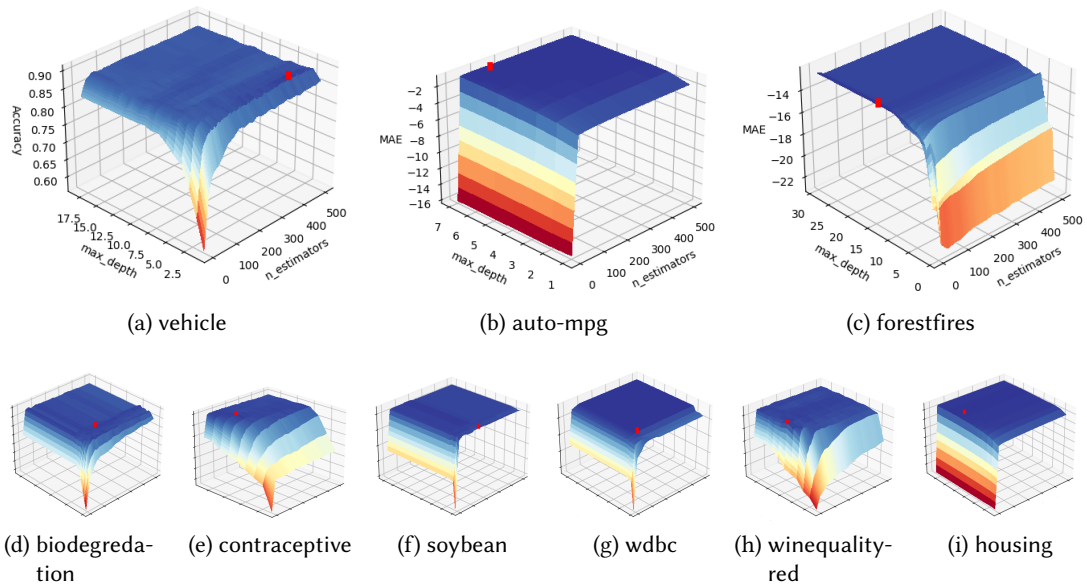 0.90
0.85
0.80
0.75
0.70
0.65
0.60
Accuracy
17.5
15.0
12.5
10.0
7.5
5.0
2.5
max_depth
0
100
200
300
400
500
n_estimators
(a) vehicle
−2
−4
−6
−8
−10
−12
−14
−16
MAE
7
6
5
4
3
2
1
max_depth
0
100
200
300
400
500
n_estimators
(b) auto-mpg
−14
−16
−18
−20
−22
MAE
30
25
20
15
10
5
0
max_depth
0
100
200
300
400
500
n_estimators
(c) forestfires
(d) biodegreda-
tion
(e) contraceptive
(f) soybean
(g) wdbc
(h) winequality-
red
(i) housing